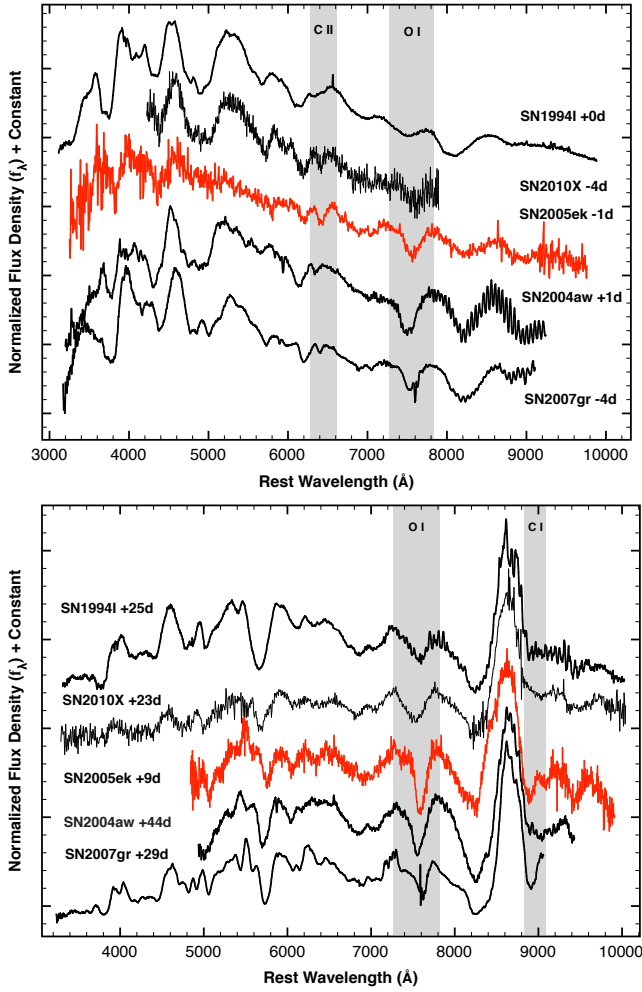 C II
O I
SN1994I +0d
SN2010X -4d
SN2005ek -1d
SN2004aw +1d
SN2007gr -4d
Normalized Flux Density (fλ) + Constant
3000 4000 5000 6000 7000 8000 9000 10000
Rest Wavelength (Å)
O I
C I
SN1994I +25d
SN2010X +23d
SN2005ek +9d
SN2004aw +44d
SN2007gr +29d
Normalized Flux Density (fλ) + Constant
4000 5000 6000 7000 8000 9000 10000
Rest Wavelength (Å)